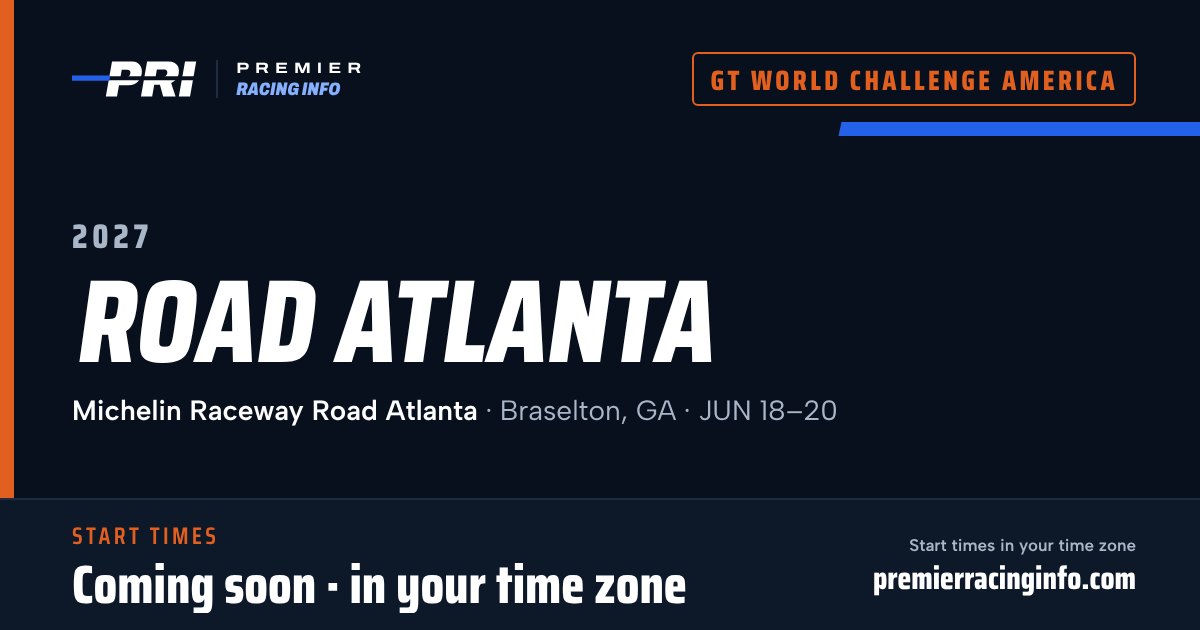 PRI
PREMIER
RACING INFO
GT WORLD CHALLENGE AMERICA
2027
ROAD ATLANTA
Michelin Raceway Road Atlanta · Braselton, GA · JUN 18–20
START TIMES
Coming soon · in your time zone
Start times in your time zone
premierracinginfo.com